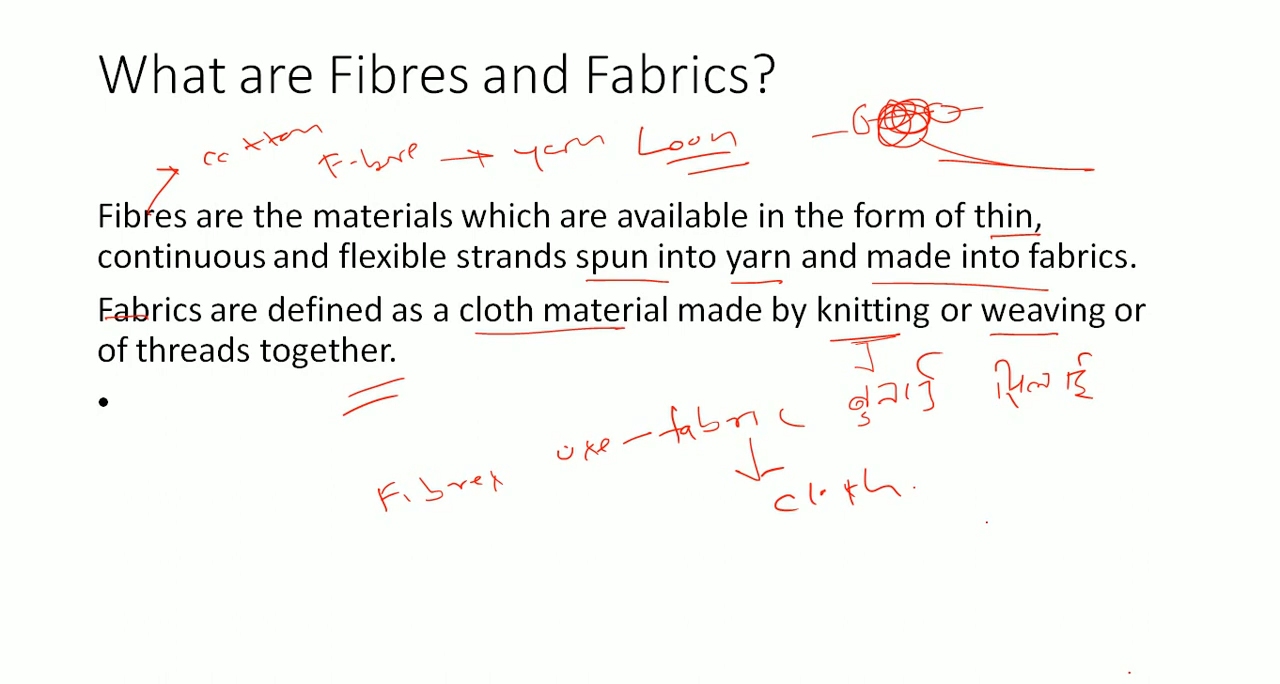 What are Fibres and Fabrics?
cotton Fibre → yarn Loon
Fibres are the materials which are available in the form of thin,
continuous and flexible strands spun into yarn and made into fabrics.
Fabrics are defined as a cloth material made by knitting or weaving or
of threads together.
बुनाई सिलाई
•
fabric
Fibres
cloth.